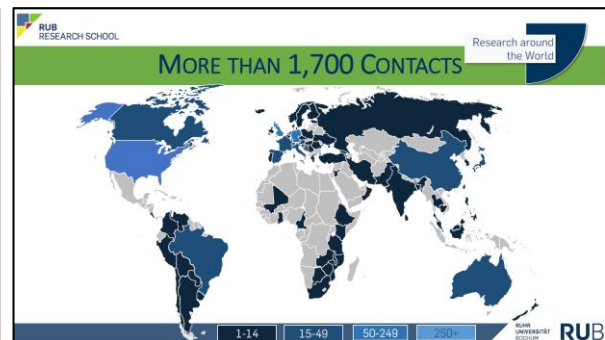 RUB
RESEARCH SCHOOL
Research around
the World
MORE THAN 1,700 CONTACTS
1-14
15-49
50-249
250+
RUHR
UNIVERSITÄT
BOCHUM
RUB